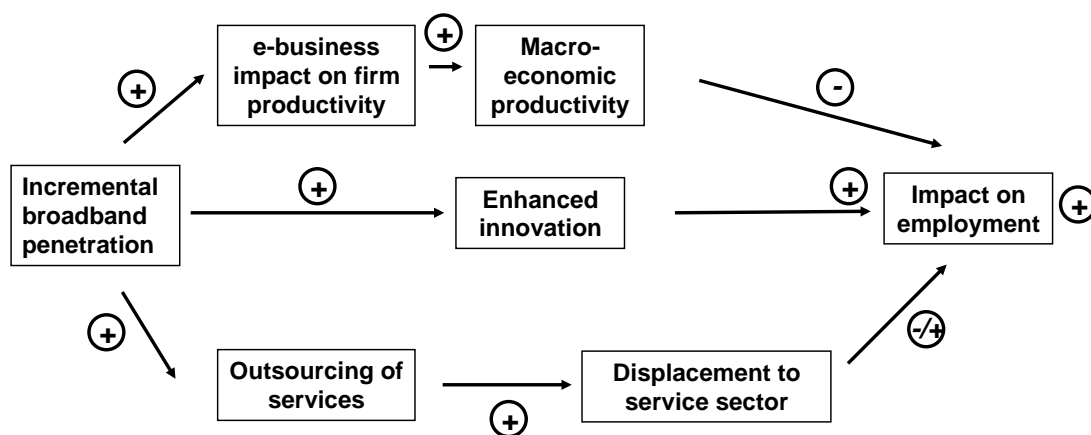 e-business
impact on firm
productivity
+
Macro-
economic
productivity
+
-
Incremental
broadband
penetration
+
Enhanced
innovation
+
Impact on
employment
+
+
Outsourcing of
services
+
Displacement to
service sector
-/+